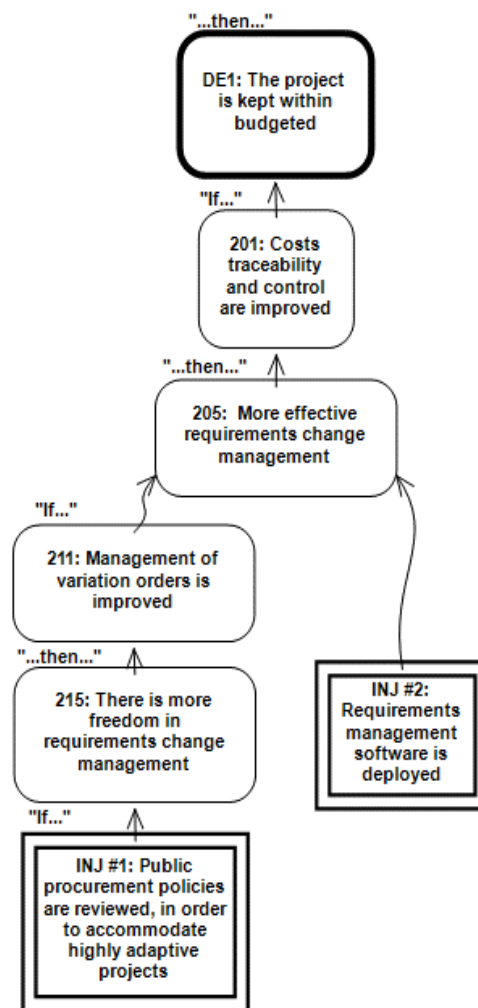 "...then..."
DE1: The project
is kept within
budgeted
"If..."
201: Costs
traceability
and control
are improved
"...then..."
205:  More effective
requirements change
management
"If..."
211: Management of
variation orders is
improved
"...then..."
215: There is more
freedom in
requirements change
management
INJ #2:
Requirements
management
software is
deployed
"If..."
INJ #1: Public
procurement policies
are reviewed, in order
to accommodate
highly adaptive
projects